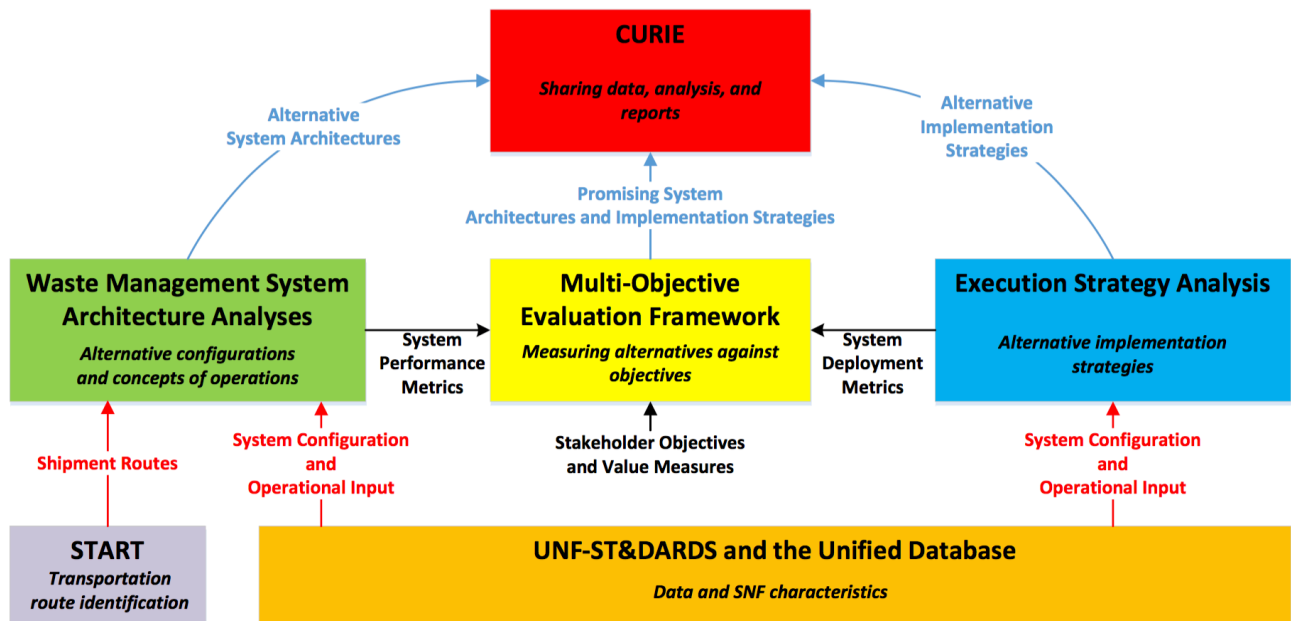 CURIE
Sharing data, analysis, and
reports
Alternative
System Architectures
Alternative
Implementation
Strategies
Promising System
Architectures and Implementation Strategies
Waste Management System
Architecture Analyses
Alternative configurations
and concepts of operations
System
Performance
Metrics
Multi-Objective
Evaluation Framework
Measuring alternatives against
objectives
System
Deployment
Metrics
Execution Strategy Analysis
Alternative implementation
strategies
Shipment Routes
System Configuration
and
Operational Input
Stakeholder Objectives
and Value Measures
System Configuration
and
Operational Input
START
Transportation
route identification
UNF-ST&DARDS and the Unified Database
Data and SNF characteristics